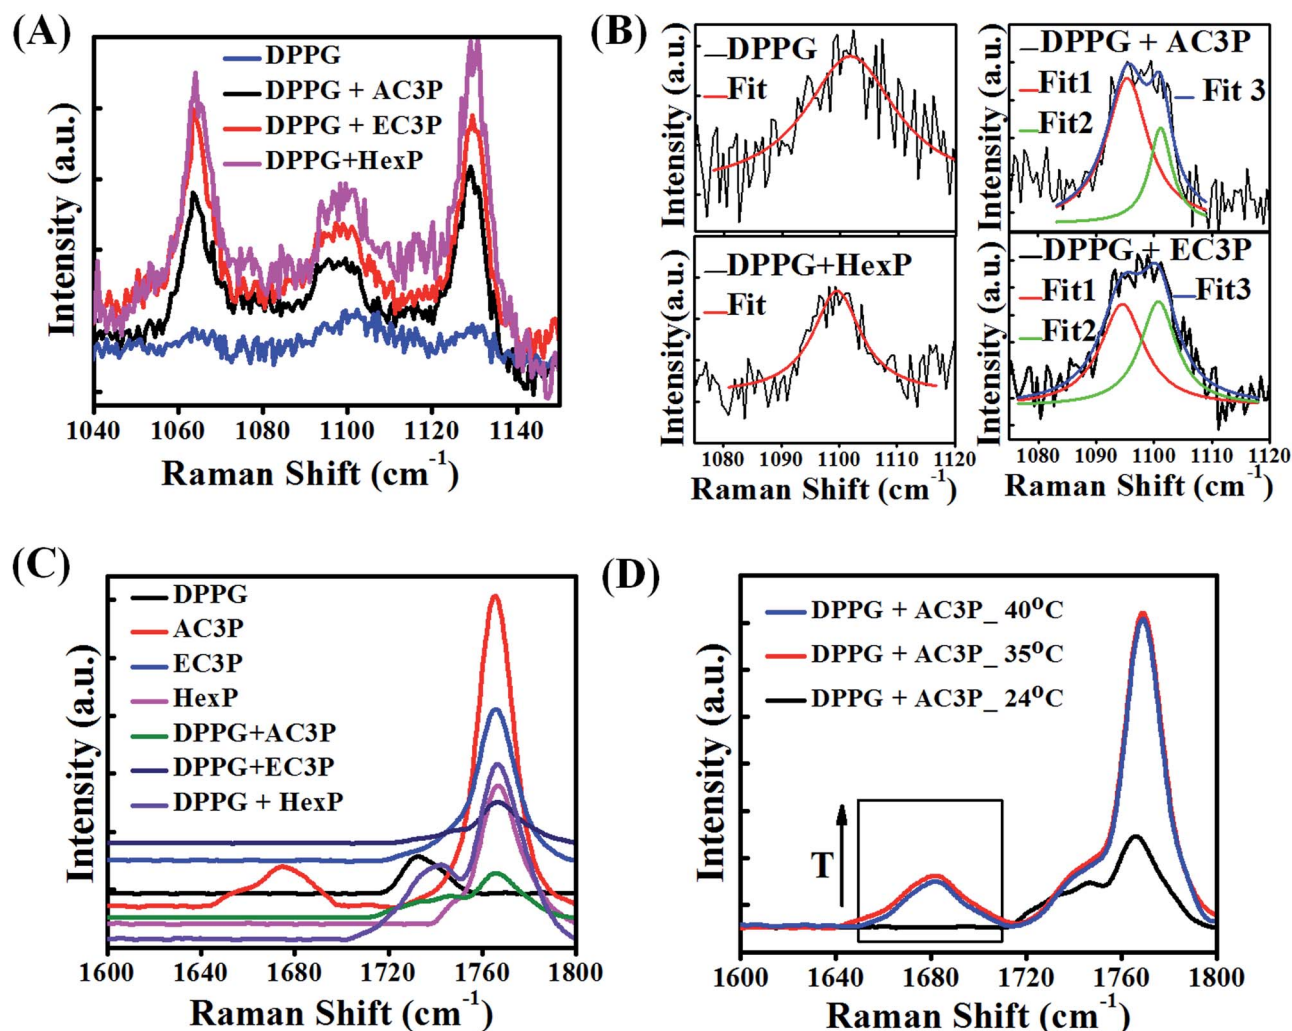 (A)
DPPG
DPPG + AC3P
DPPG + EC3P
DPPG+HexP
Intensity (a.u.)
1040 1060 1080 1100 1120 1140
Raman Shift (cm-1)
(B)
DPPG
Fit
Intensity (a.u.)
DPPG + AC3P
Fit1
Fit2
Fit 3
Intensity (a.u.)
DPPG+HexP
Fit
Intensity(a.u.)
1080 1090 1100 1110 1120
Raman Shift (cm-1)
DPPG + EC3P
Fit1
Fit2
Fit3
Intensity (a.u.)
1080 1090 1100 1110 1120
Raman Shift (cm-1)
(C)
DPPG
AC3P
EC3P
HexP
DPPG+AC3P
DPPG+EC3P
DPPG + HexP
Intensity (a.u.)
1600 1640 1680 1720 1760 1800
Raman Shift (cm-1)
(D)
DPPG + AC3P_ 40°C
DPPG + AC3P_ 35°C
DPPG + AC3P_ 24°C
T
Intensity (a.u.)
1600 1640 1680 1720 1760 1800
Raman Shift (cm-1)